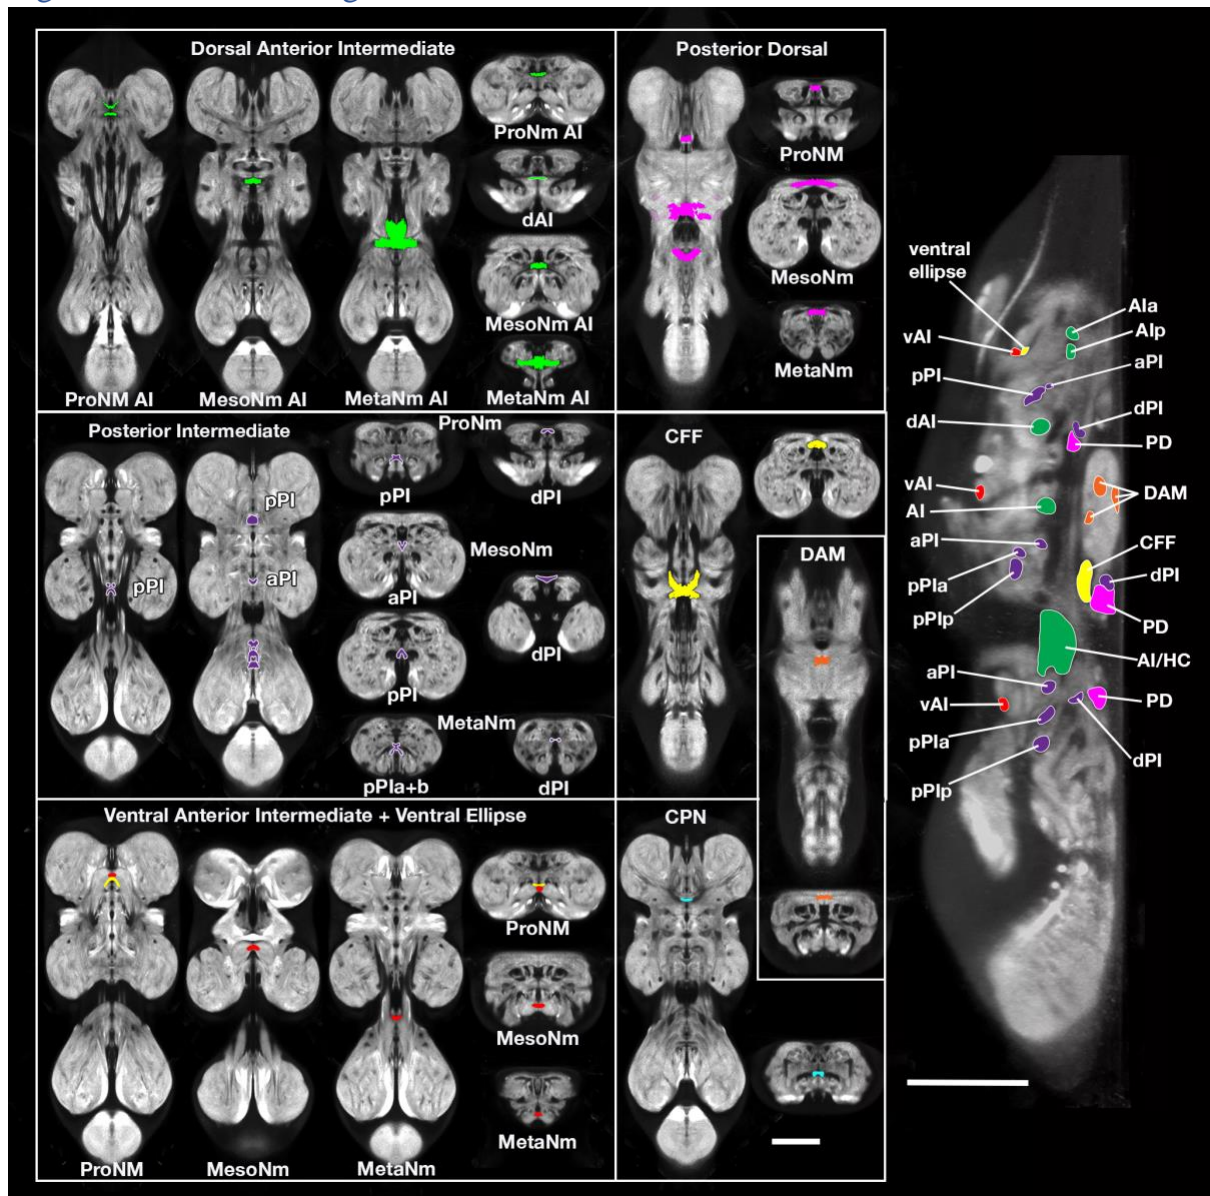 Dorsal Anterior Intermediate
ProNM AI
MesoNm AI
MetaNm AI
ProNm AI
dAI
MesoNm AI
MetaNm AI
Posterior Dorsal
ProNM
MesoNm
MetaNm
Posterior Intermediate
pPI
pPI
aPI
ProNm
pPI
dPI
MesoNm
aPI
dPI
pPI
MetaNm
pPIa+b
dPI
CFF
DAM
Ventral Anterior Intermediate + Ventral Ellipse
ProNM
MesoNm
MetaNm
ProNM
MesoNm
MetaNm
CPN
ventral
ellipse
vAI
pPI
dAI
vAI
AI
aPI
pPIa
pPIp
aPI
vAI
pPIa
pPIp
AIa
AIp
aPI
dPI
PD
DAM
CFF
dPI
PD
AI/HC
PD
dPI